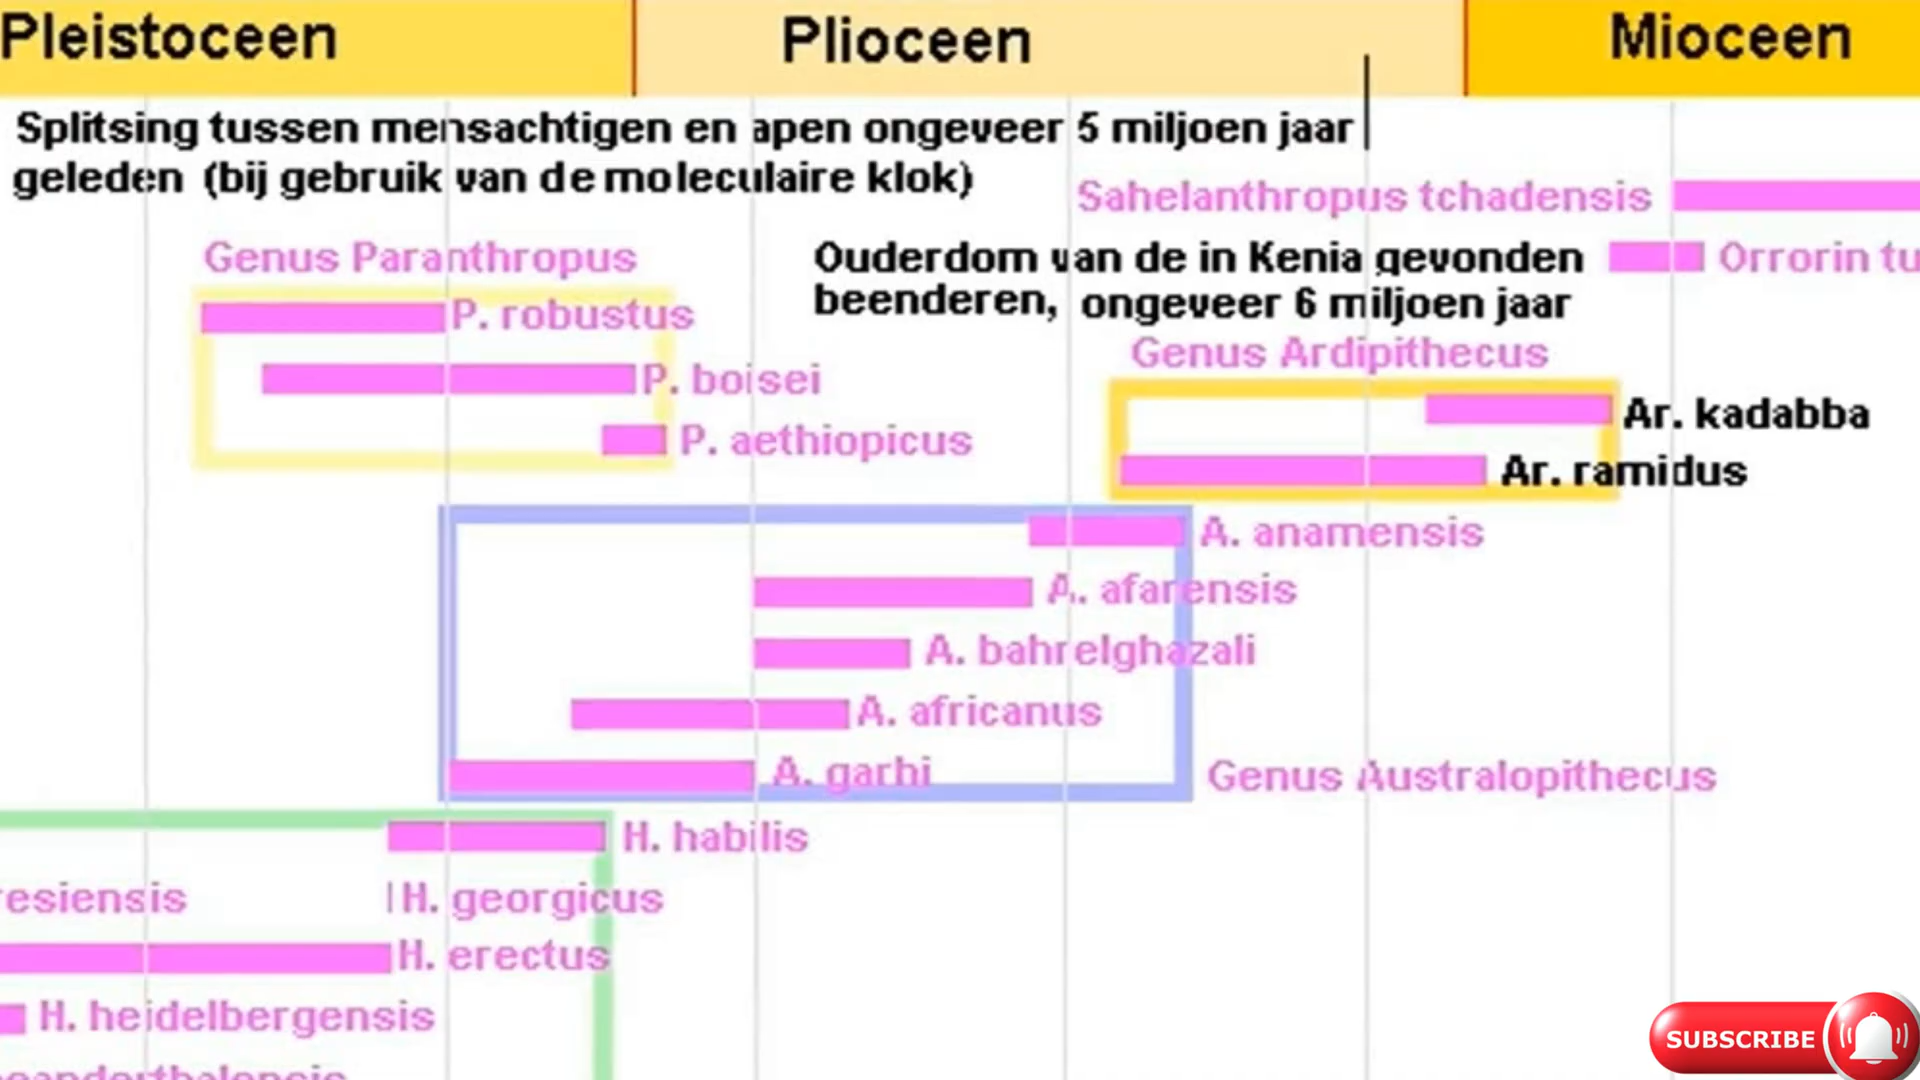 Pleistoceen Plioceen Mioceen
Splitsing tussen mensachtigen en apen ongeveer 5 miljoen jaar
geleden (bij gebruik van de moleculaire klok)
Sahelanthropus tchadensis
Genus Paranthropus
Ouderdom van de in Kenia gevonden
beenderen, ongeveer 6 miljoen jaar
Orrorin tu
P. robustus
Genus Ardipithecus
P. boisei
Ar. kadabba
P. aethiopicus
Ar. ramidus
A. anamensis
A. afarensis
A. bahrelghazali
A. africanus
A. garhi
Genus Australopithecus
H. habilis
resiensis
H. georgicus
H. erectus
H. heidelbergensis
SUBSCRIBE